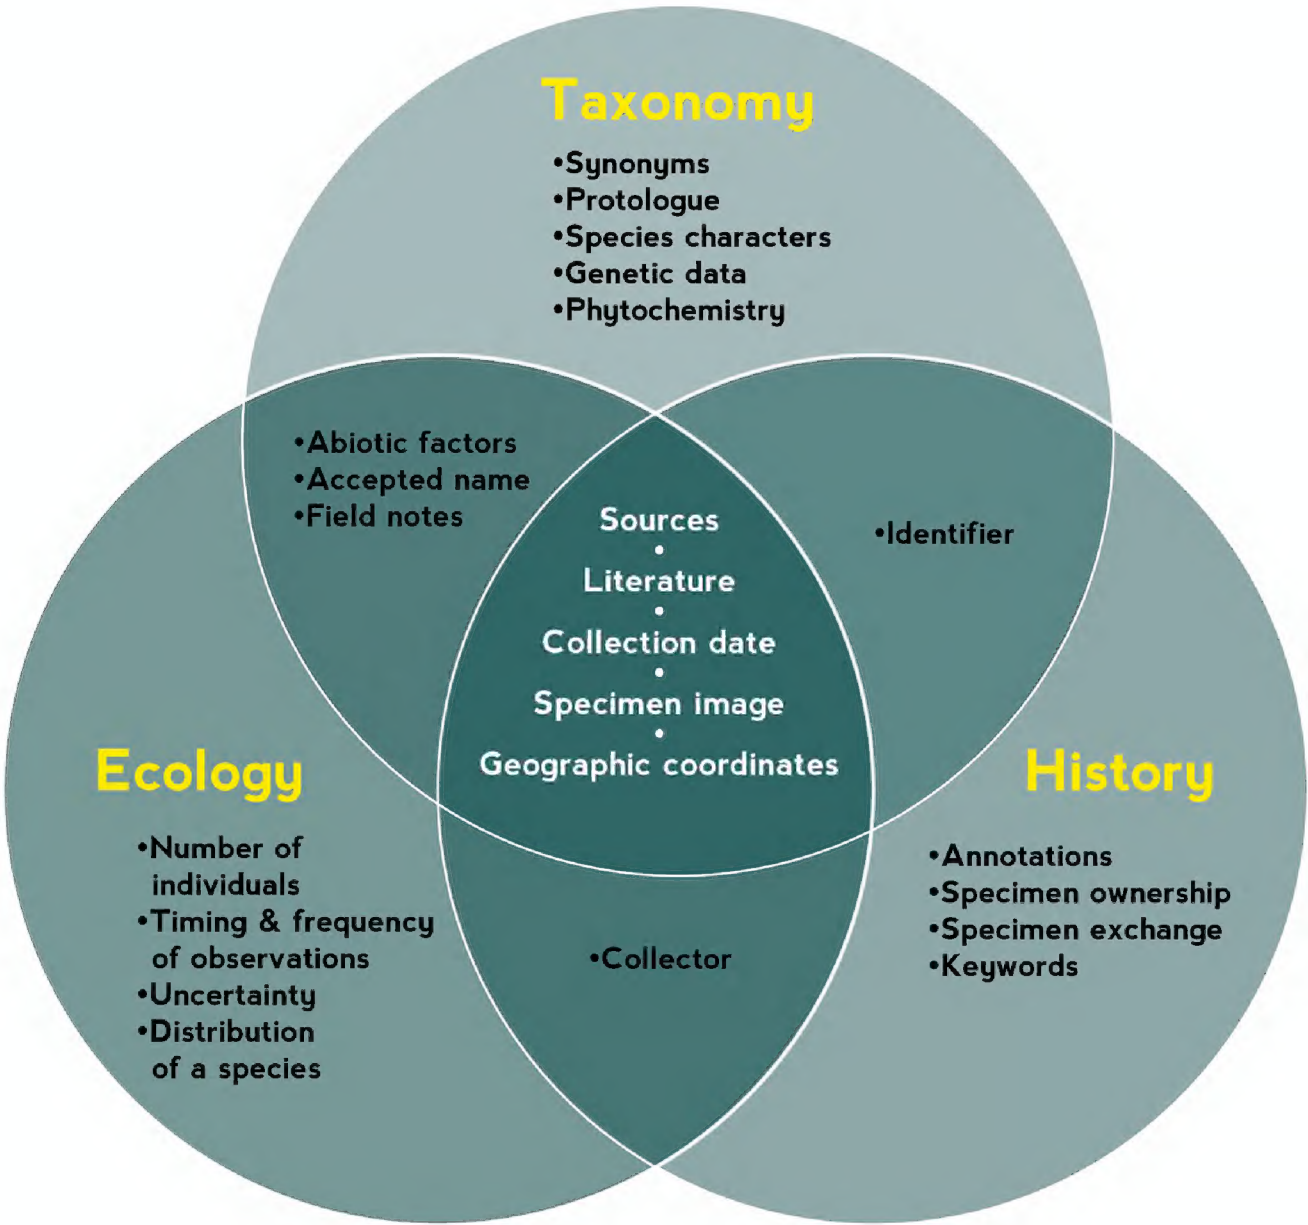 Taxonomy
•Synonyms
•Protologue
•Species characters
•Genetic data
•Phytochemistry
•Abiotic factors
•Accepted name
•Field notes
Sources
•
Literature
•
Collection date
•
Specimen image
•
Geographic coordinates
•Identifier
Ecology
•Number of
individuals
•Timing & frequency
of observations
•Uncertainty
•Distribution
of a species
•Collector
History
•Annotations
•Specimen ownership
•Specimen exchange
•Keywords